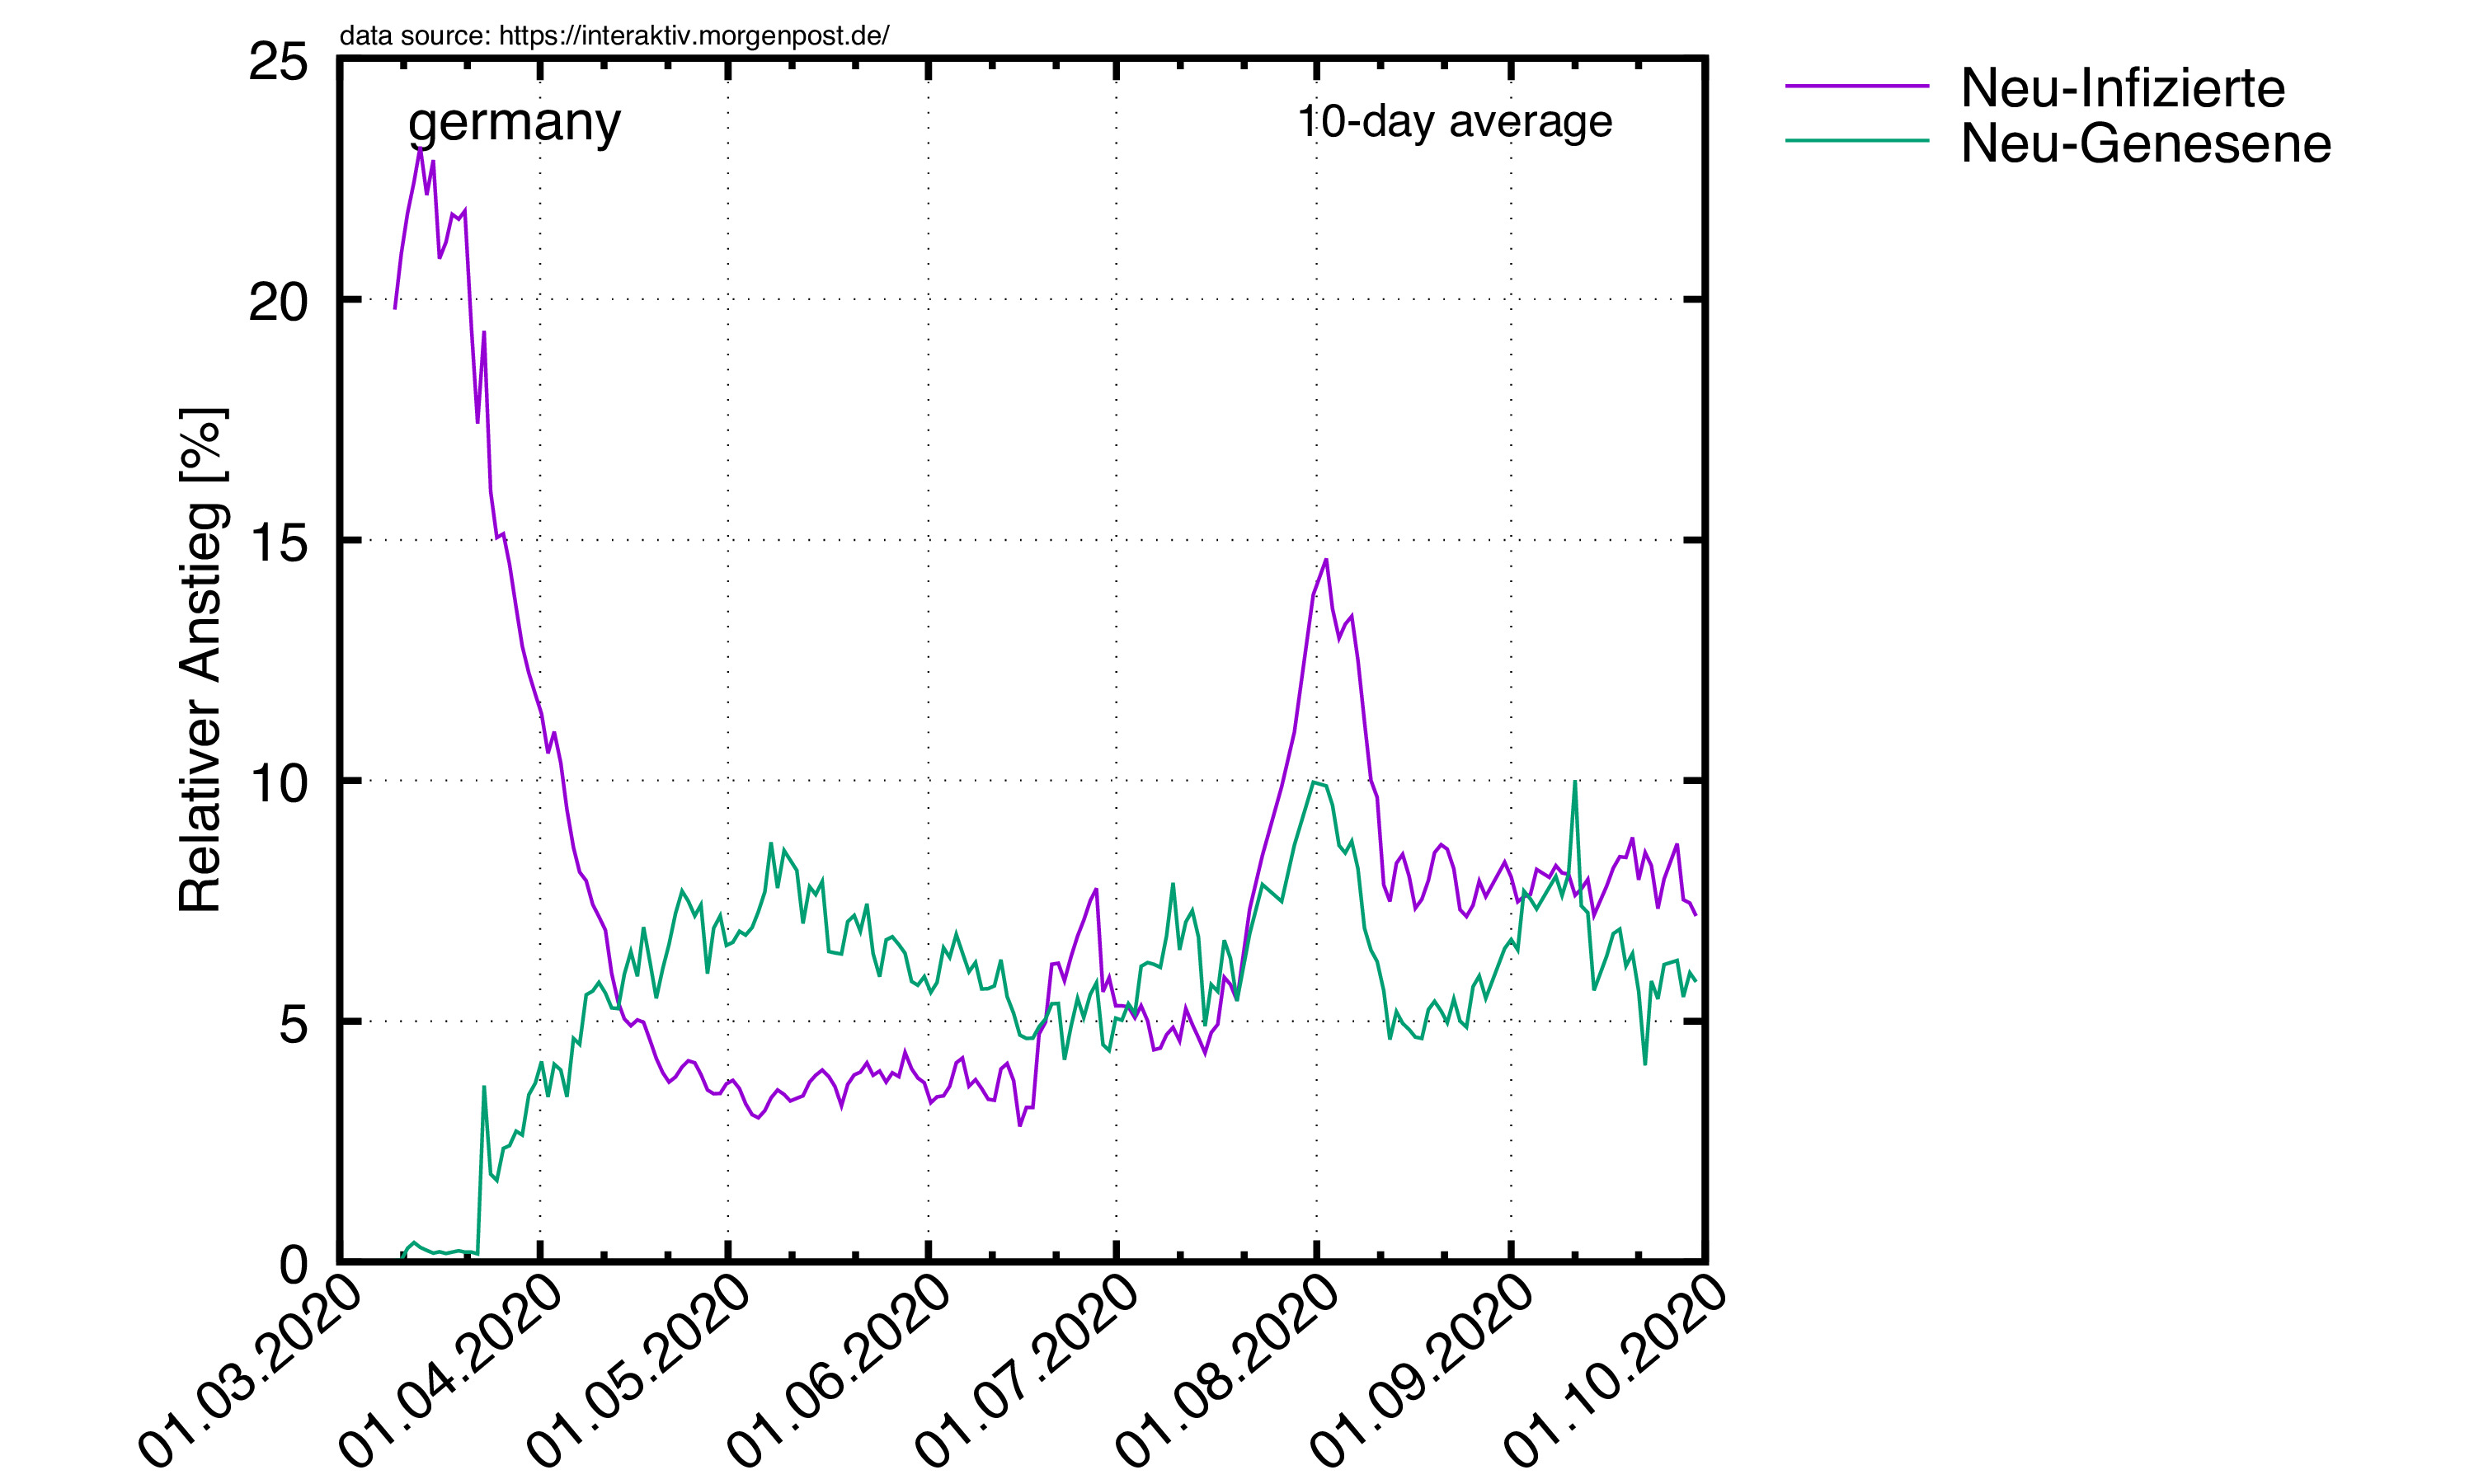 data source: https://interaktiv.morgenpost.de/
germany
10-day average
Neu-Infizierte
Neu-Genesene
Relativer Anstieg [%]
25
20
15
10
5
0
01.03.2020
01.04.2020
01.05.2020
01.06.2020
01.07.2020
01.08.2020
01.09.2020
01.10.2020